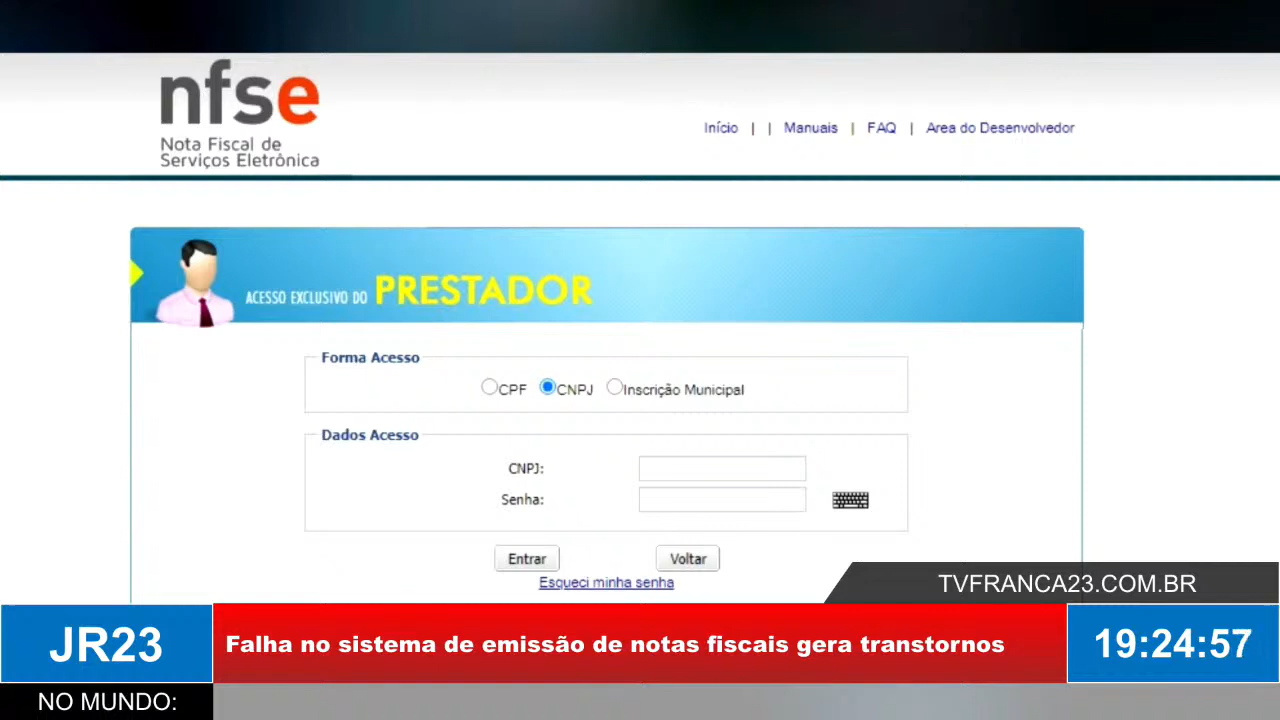 nfse
Nota Fiscal de
Serviços Eletrônica
Início | | Manuais | FAQ | Area do Desenvolvedor
ACESSO EXCLUSIVO DO PRESTADOR
Forma Acesso
CPF CNPJ Inscrição Municipal
Dados Acesso
CNPJ:
Senha:
Entrar Voltar
Esqueci minha senha
TVFRANCA23.COM.BR
JR23 Falha no sistema de emissão de notas fiscais gera transtornos 19:24:57
NO MUNDO: